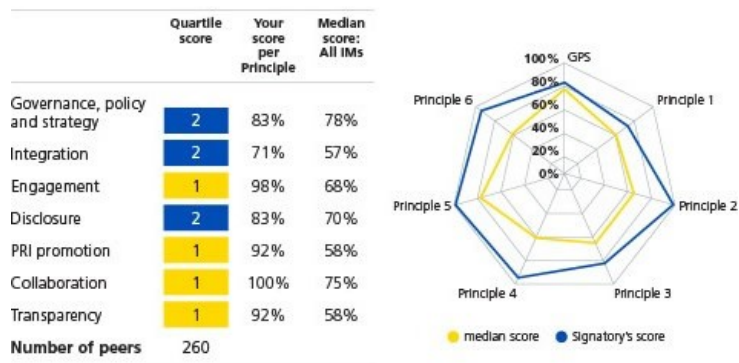 Quartile score
Your score per Principle
Median score: All IMs
Governance, policy and strategy 2 83% 78%
Integration 2 71% 57%
Engagement 1 98% 68%
Disclosure 2 83% 70%
PRI promotion 1 92% 58%
Collaboration 1 100% 75%
Transparency 1 92% 58%
Number of peers 260
100% GPS
80%
60%
40%
20%
0%
Principle 1
Principle 2
Principle 3
Principle 4
Principle 5
Principle 6
median score
Signatory's score